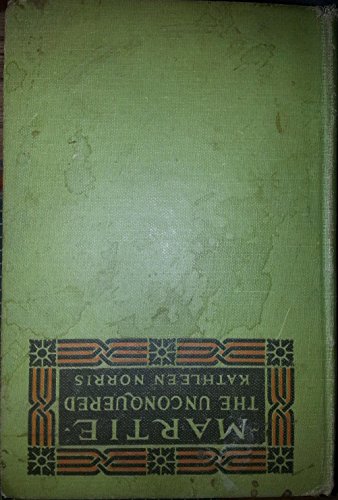 MARTIE
THE UNCONQUERED
KATHLEEN NORRIS